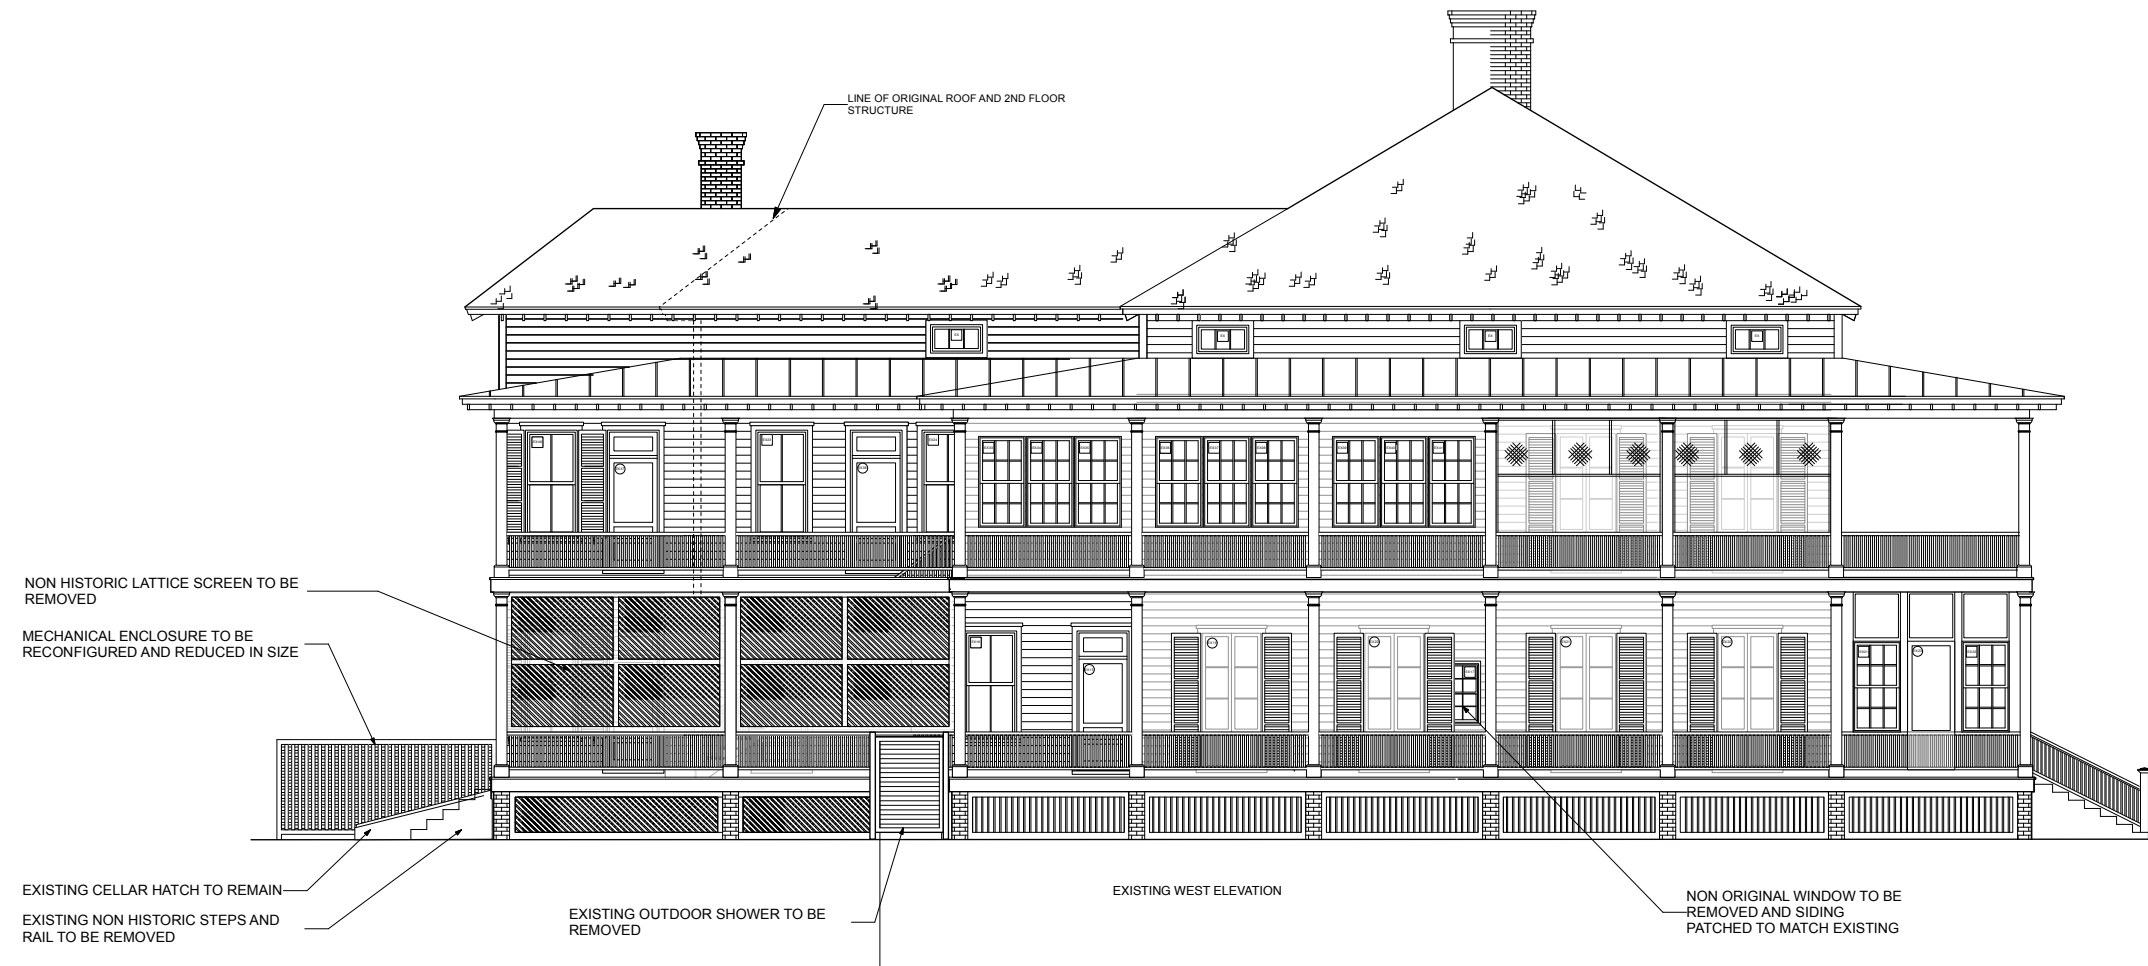 LINE OF ORIGINAL ROOF AND 2ND FLOOR
STRUCTURE
NON HISTORIC LATTICE SCREEN TO BE
REMOVED
MECHANICAL ENCLOSURE TO BE
RECONFIGURED AND REDUCED IN SIZE
EXISTING CELLAR HATCH TO REMAIN
EXISTING NON HISTORIC STEPS AND
RAIL TO BE REMOVED
EXISTING OUTDOOR SHOWER TO BE
REMOVED
EXISTING WEST ELEVATION
NON ORIGINAL WINDOW TO BE
REMOVED AND SIDING
PATCHED TO MATCH EXISTING